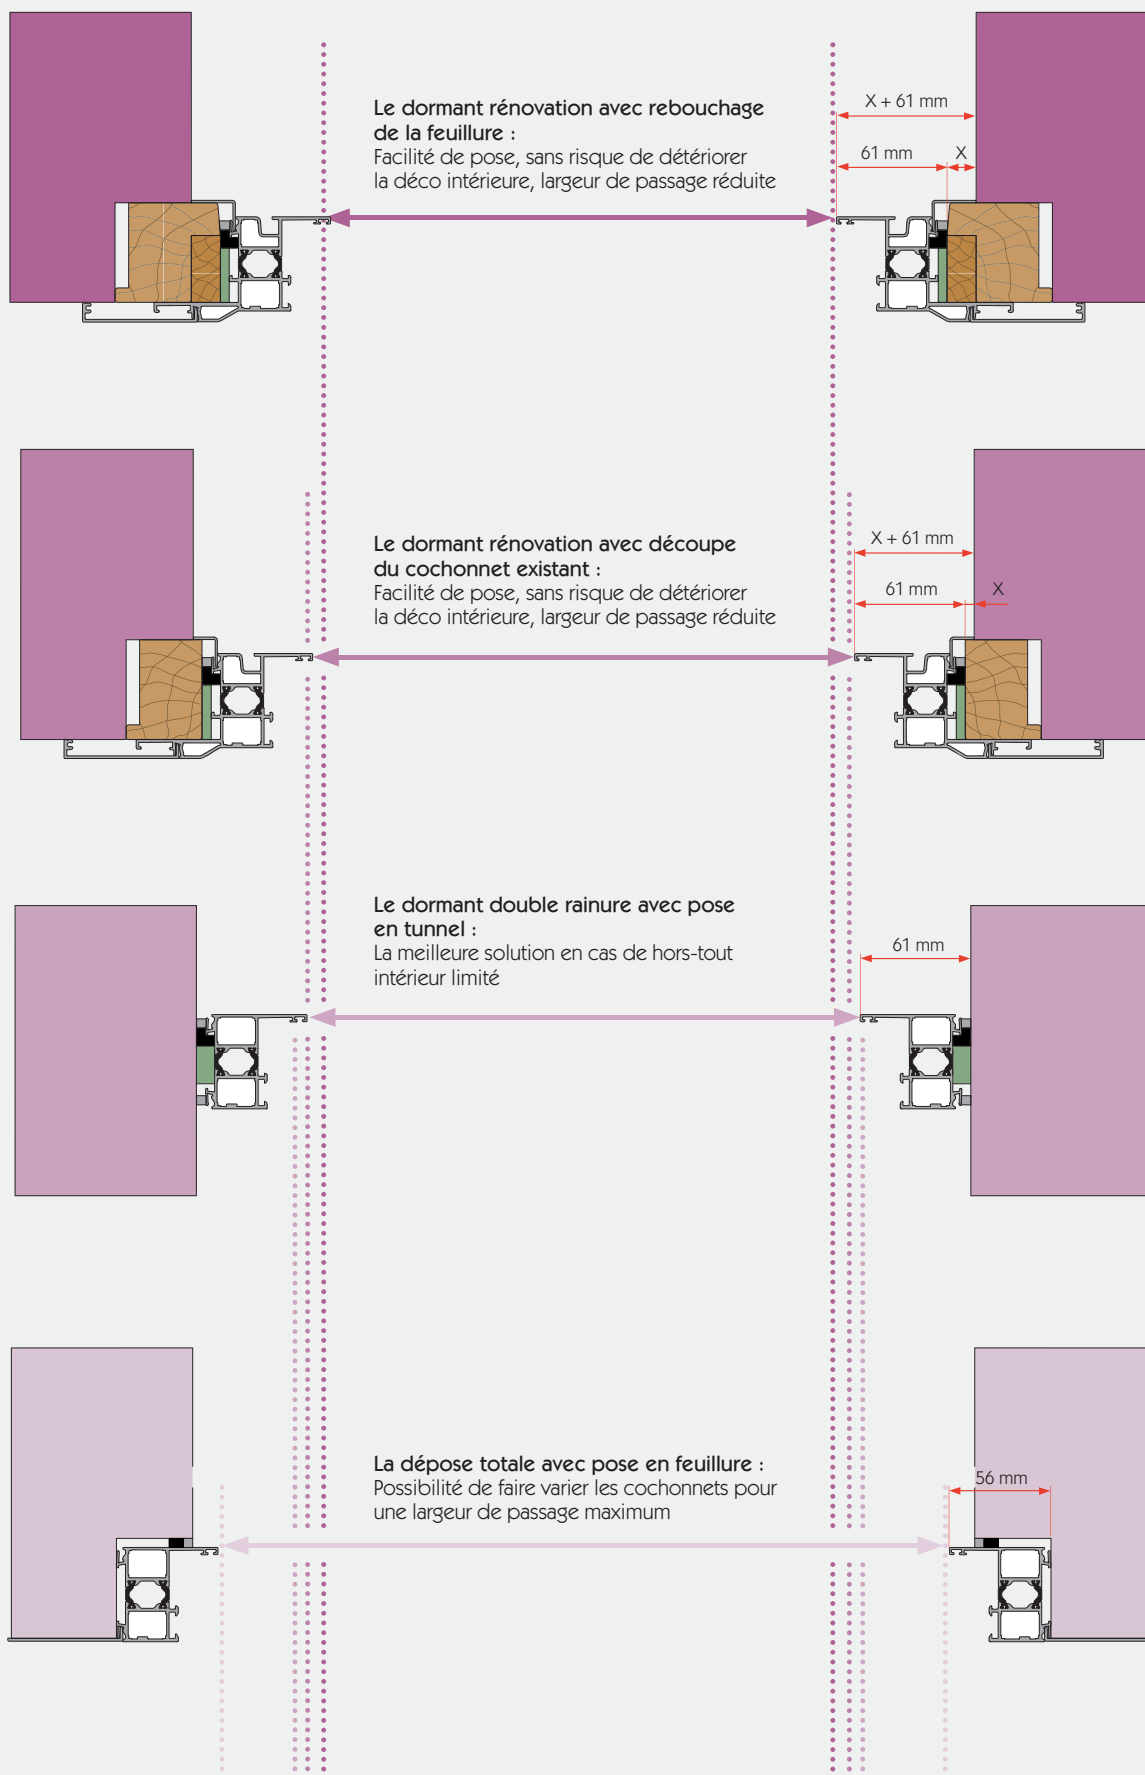 Le dormant rénovation avec rebouchage
de la feuillure :
Facilité de pose, sans risque de détériorer
la déco intérieure, largeur de passage réduite
X + 61 mm
61 mm
X
Le dormant rénovation avec découpe
du cochonnet existant :
Facilité de pose, sans risque de détériorer
la déco intérieure, largeur de passage réduite
X + 61 mm
61 mm
X
Le dormant double rainure avec pose
en tunnel :
La meilleure solution en cas de hors-tout
intérieur limité
61 mm
La dépose totale avec pose en feuillure :
Possibilité de faire varier les cochonnets pour
une largeur de passage maximum
56 mm